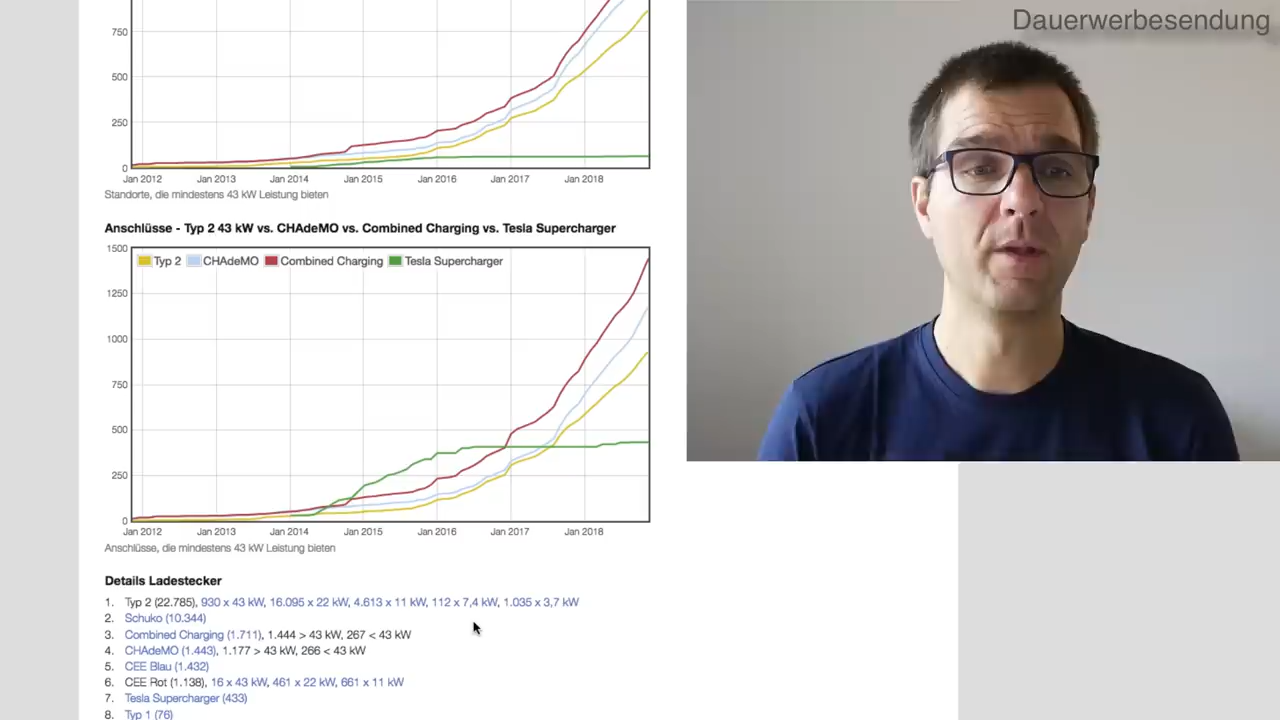 Dauerwerbesendung
750
500
250
0
Jan 2012 Jan 2013 Jan 2014 Jan 2015 Jan 2016 Jan 2017 Jan 2018
Standorte, die mindestens 43 kW Leistung bieten
Anschlüsse - Typ 2 43 kW vs. CHAdeMO vs. Combined Charging vs. Tesla Supercharger
1500
Typ 2 CHAdeMO Combined Charging Tesla Supercharger
1250
1000
750
500
250
0
Jan 2012 Jan 2013 Jan 2014 Jan 2015 Jan 2016 Jan 2017 Jan 2018
Anschlüsse, die mindestens 43 kW Leistung bieten
Details Ladestecker
1. Typ 2 (22.785), 930 x 43 kW, 16.095 x 22 kW, 4.613 x 11 kW, 112 x 7,4 kW, 1.035 x 3,7 kW
2. Schuko (10.344)
3. Combined Charging (1.711), 1.444 > 43 kW, 267 < 43 kW
4. CHAdeMO (1.443), 1.177 > 43 kW, 266 < 43 kW
5. CEE Blau (1.432)
6. CEE Rot (1.138), 16 x 43 kW, 461 x 22 kW, 661 x 11 kW
7. Tesla Supercharger (433)
8. Typ 1 (76)